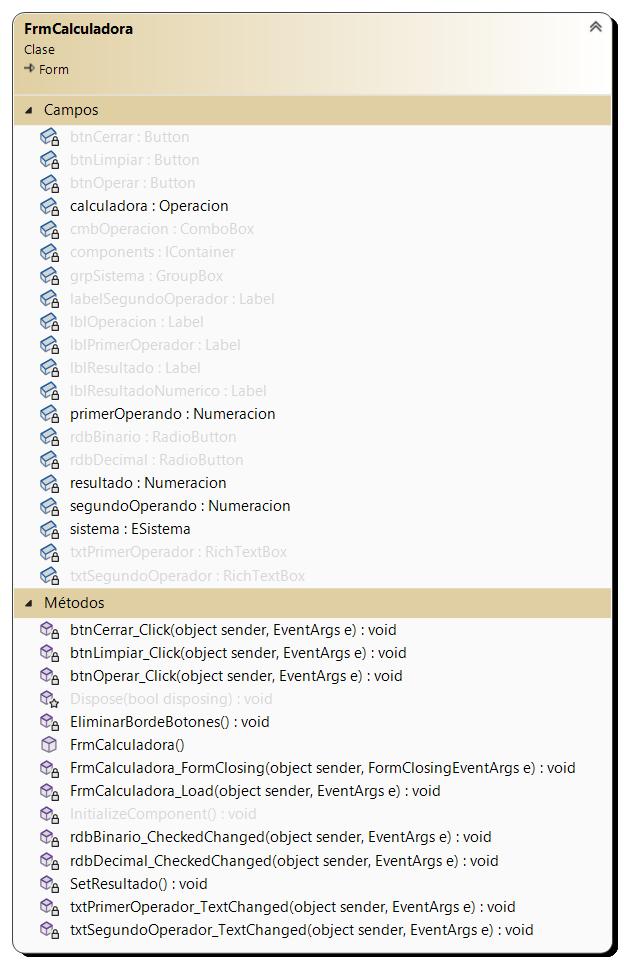 FrmCalculadora
Clase
Form
Campos
btnCerrar : Button
btnLimpiar : Button
btnOperar : Button
calculadora : Operacion
cmbOperacion : ComboBox
components : IContainer
grpSistema : GroupBox
labelSegundoOperador : Label
lblOperacion : Label
lblPrimerOperador : Label
lblResultado : Label
lblResultadoNumerico : Label
primerOperando : Numeracion
rdbBinario : RadioButton
rdbDecimal : RadioButton
resultado : Numeracion
segundoOperando : Numeracion
sistema : ESistema
txtPrimerOperador : RichTextBox
txtSegundoOperador : RichTextBox
Métodos
btnCerrar_Click(object sender, EventArgs e) : void
btnLimpiar_Click(object sender, EventArgs e) : void
btnOperar_Click(object sender, EventArgs e) : void
Dispose(bool disposing) : void
EliminarBordeBotones() : void
FrmCalculadora()
FrmCalculadora_FormClosing(object sender, FormClosingEventArgs e) : void
FrmCalculadora_Load(object sender, EventArgs e) : void
InitializeComponent() : void
rdbBinario_CheckedChanged(object sender, EventArgs e) : void
rdbDecimal_CheckedChanged(object sender, EventArgs e) : void
SetResultado() : void
txtPrimerOperador_TextChanged(object sender, EventArgs e) : void
txtSegundoOperador_TextChanged(object sender, EventArgs e) : void